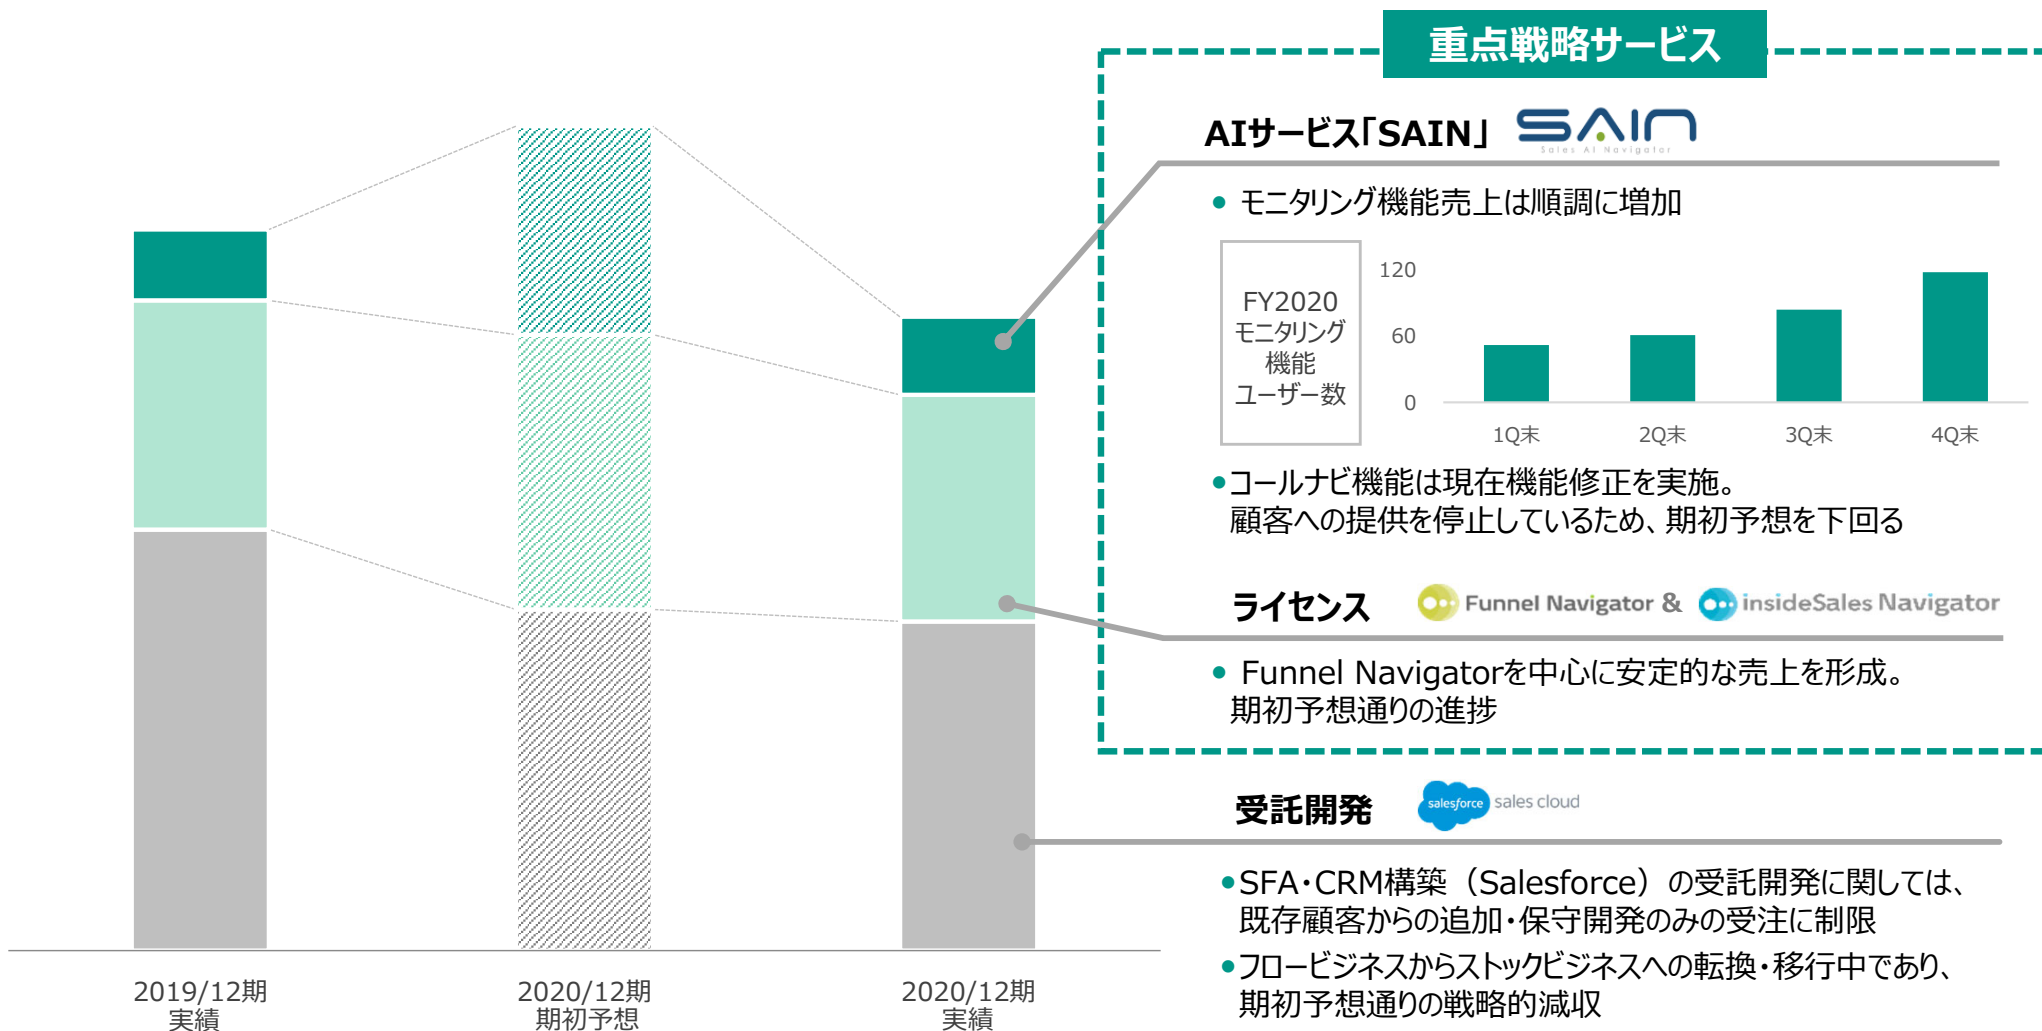 重点戦略サービス
AIサービス「SAIN」 SAIN
Sales AI Navigator
• モニタリング機能売上は順調に増加
FY2020
モニタリング
機能
ユーザー数
120
60
0
1Q末 2Q末 3Q末 4Q末
•コールナビ機能は現在機能修正を実施。
顧客への提供を停止しているため、期初予想を下回る
ライセンス Funnel Navigator & insideSales Navigator
• Funnel Navigatorを中心に安定的な売上を形成。
期初予想通りの進捗
受託開発 salesforce sales cloud
•SFA・CRM構築（Salesforce）の受託開発に関しては、
既存顧客からの追加・保守開発のみの受注に制限
•フロービジネスからストックビジネスへの転換・移行中であり、
期初予想通りの戦略的減収
2019/12期
実績
2020/12期
期初予想
2020/12期
実績